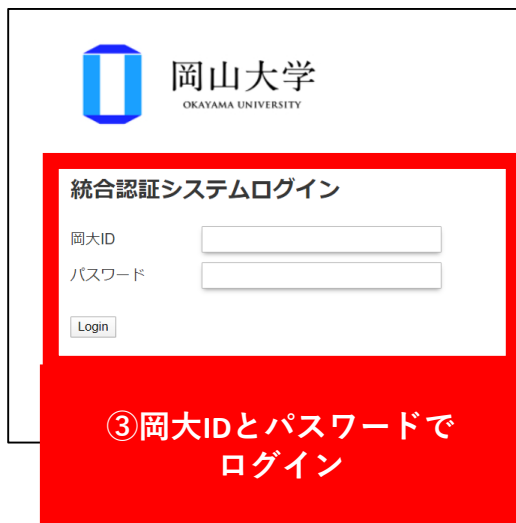 岡山大学
OKAYAMA UNIVERSITY
統合認証システムログイン
岡大ID
パスワード
Login
③岡大IDとパスワードで
ログイン